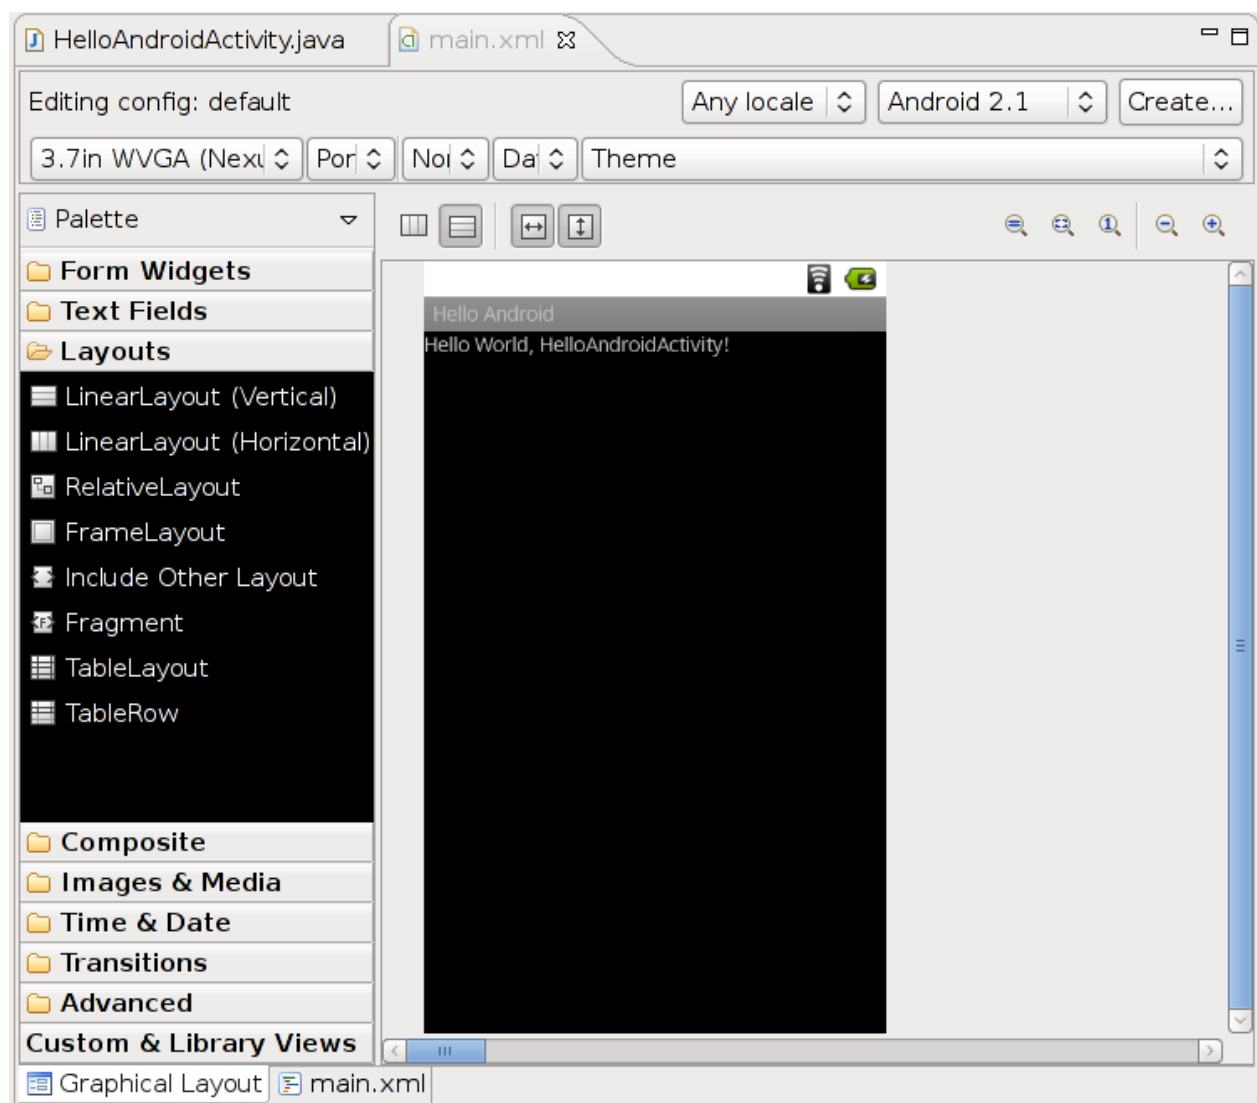 HelloAndroidActivity.java
main.xml
Editing config: default
Any locale
Android 2.1
Create...
3.7in WVGA (Nexu
Por
Nor
Da
Theme
Palette
Form Widgets
Text Fields
Layouts
LinearLayout (Vertical)
LinearLayout (Horizontal)
RelativeLayout
FrameLayout
Include Other Layout
Fragment
TableLayout
TableRow
Composite
Images & Media
Time & Date
Transitions
Advanced
Custom & Library Views
Hello Android
Hello World, HelloAndroidActivity!
Graphical Layout
main.xml